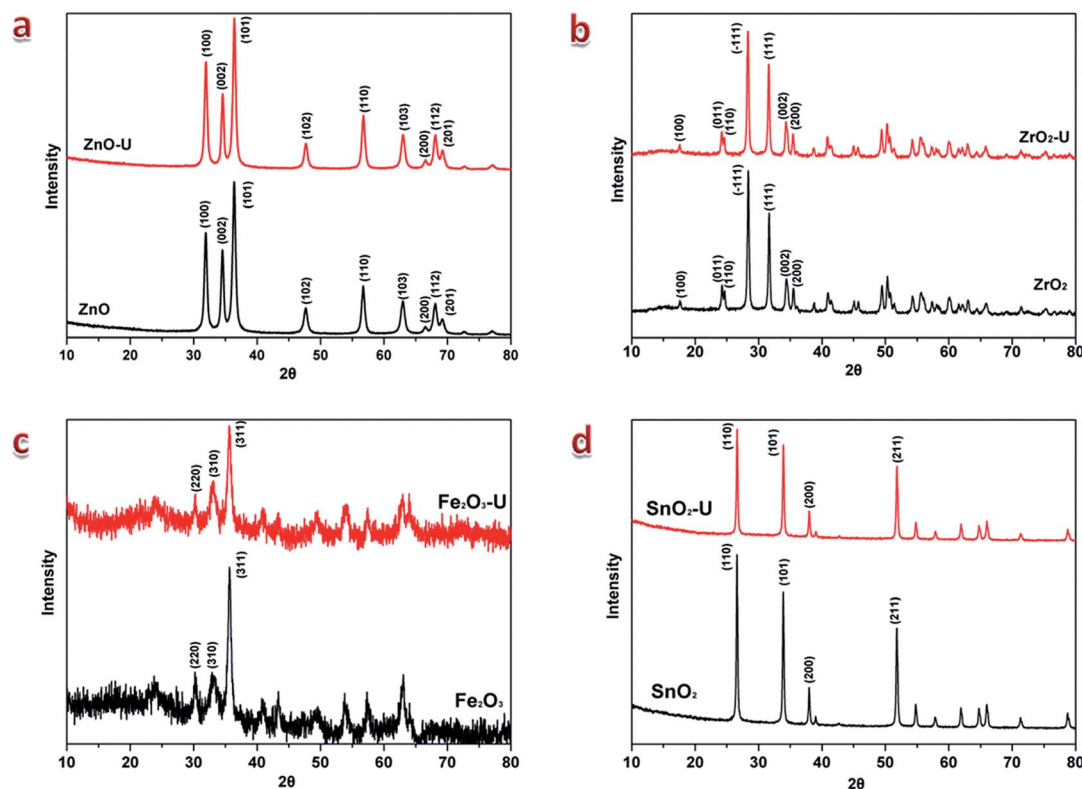 a
(101)
(100)
(002)
(110)
(102)
(103)
(200)
(112)
(201)
ZnO-U
Intensity
(101)
(100)
(002)
(110)
(102)
(103)
(200)
(112)
(201)
ZnO
10 20 30 40 50 60 70 80
2θ
b
(-111)
(111)
(100)
(011)
(110)
(002)
(200)
ZrO₂-U
Intensity
(-111)
(111)
(100)
(011)
(110)
(002)
(200)
ZrO₂
10 20 30 40 50 60 70 80
2θ
c
(311)
(220)
(310)
Fe₂O₃-U
Intensity
(311)
(220)
(310)
Fe₂O₃
10 20 30 40 50 60 70 80
2θ
d
(110)
(101)
(200)
(211)
SnO₂-U
Intensity
(110)
(101)
(200)
(211)
SnO₂
10 20 30 40 50 60 70 80
2θ